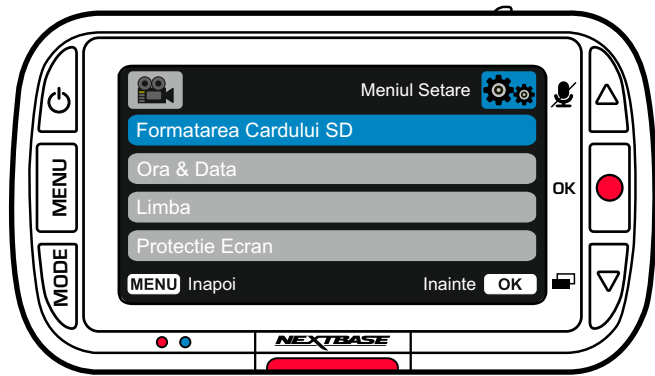 Meniul Setare
Formatarea Cardului SD
Ora & Data
Limba
Protectie Ecran
MENU Inapoi
Inainte OK
MENU
MODE
OK
NEXTBASE